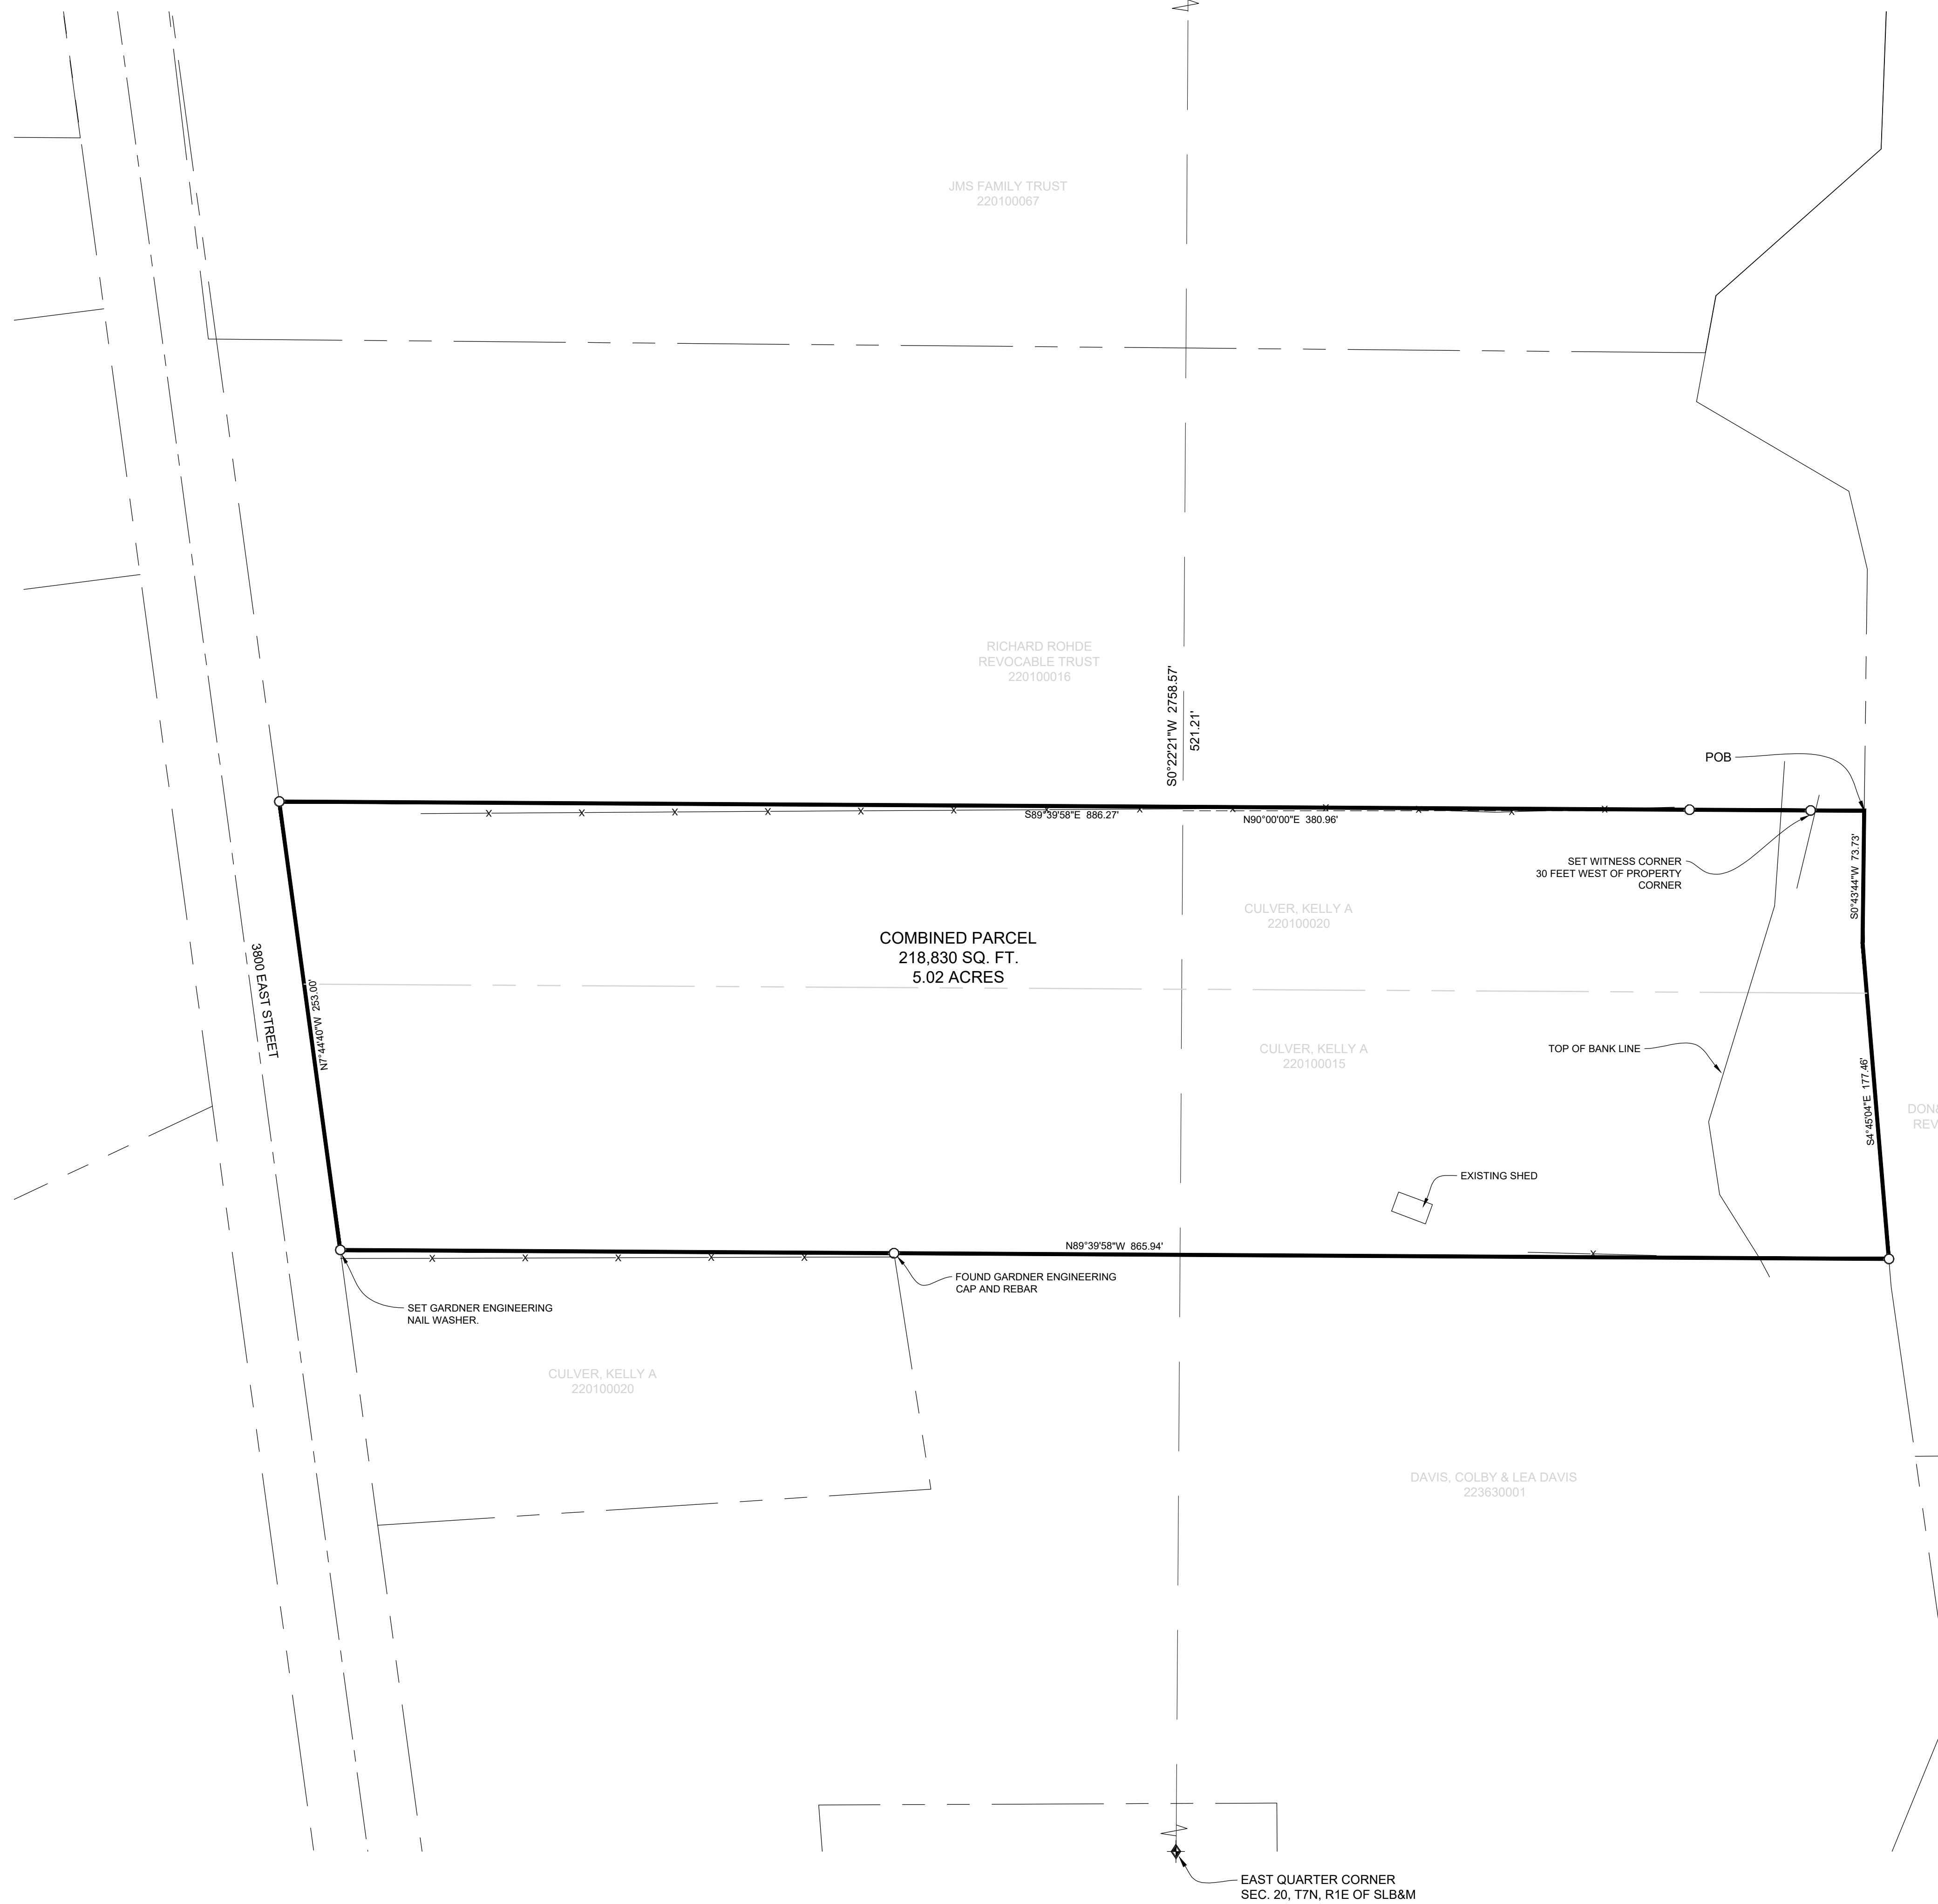 JMS FAMILY TRUST
220100067
RICHARD ROHDE
REVOCABLE TRUST
220100016
S0°22'21"W 2758.57'
521.21'
POB
S89°39'58"E 886.27'
N90°00'00"E 380.96'
SET WITNESS CORNER
30 FEET WEST OF PROPERTY
CORNER
S0°43'44"W 73.73'
CULVER, KELLY A
220100020
COMBINED PARCEL
218,830 SQ. FT.
5.02 ACRES
3800 EAST STREET
N7°44'40"W 253.00'
CULVER, KELLY A
220100015
TOP OF BANK LINE
S4°45'04"E 177.46'
EXISTING SHED
N89°39'58"W 865.94'
FOUND GARDNER ENGINEERING
CAP AND REBAR
SET GARDNER ENGINEERING
NAIL WASHER.
CULVER, KELLY A
220100020
DAVIS, COLBY & LEA DAVIS
223630001
EAST QUARTER CORNER
SEC. 20, T7N, R1E OF SLB&M